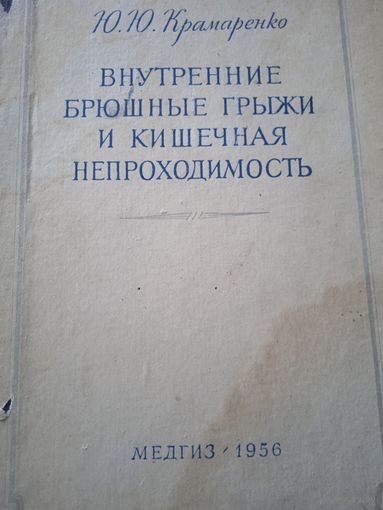 Ю. Ю. Крамаренко
ВНУТРЕННИЕ
БРЮШНЫЕ ГРЫЖИ
И КИШЕЧНАЯ
НЕПРОХОДИМОСТЬ
МЕДГИЗ · 1956